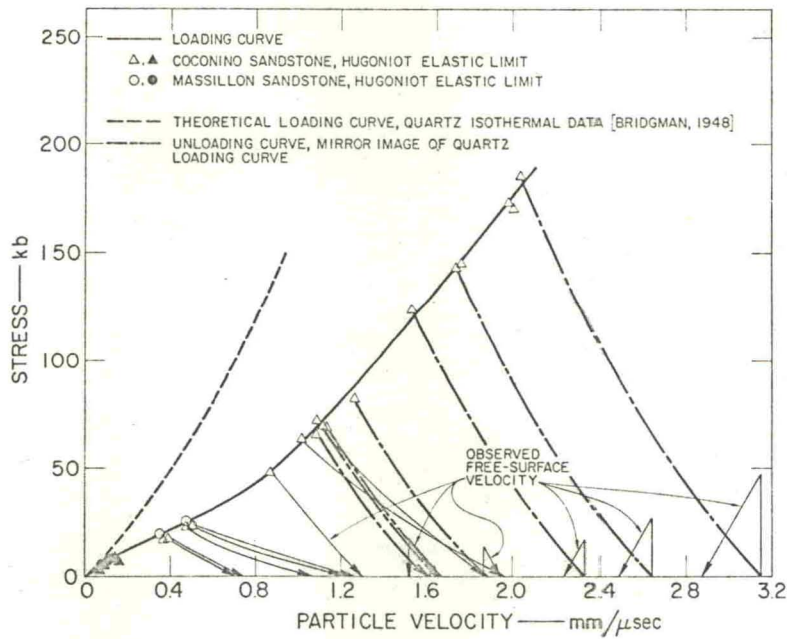 250
200
150
100
50
0
STRESS — kb
LOADING CURVE
△,▲ COCONINO SANDSTONE, HUGONIOT ELASTIC LIMIT
○,● MASSILLON SANDSTONE, HUGONIOT ELASTIC LIMIT
THEORETICAL LOADING CURVE, QUARTZ ISOTHERMAL DATA [BRIDGMAN, 1948]
UNLOADING CURVE, MIRROR IMAGE OF QUARTZ
LOADING CURVE
OBSERVED
FREE-SURFACE
VELOCITY
0 0.4 0.8 1.2 1.6 2.0 2.4 2.8 3.2
PARTICLE VELOCITY — mm/μsec